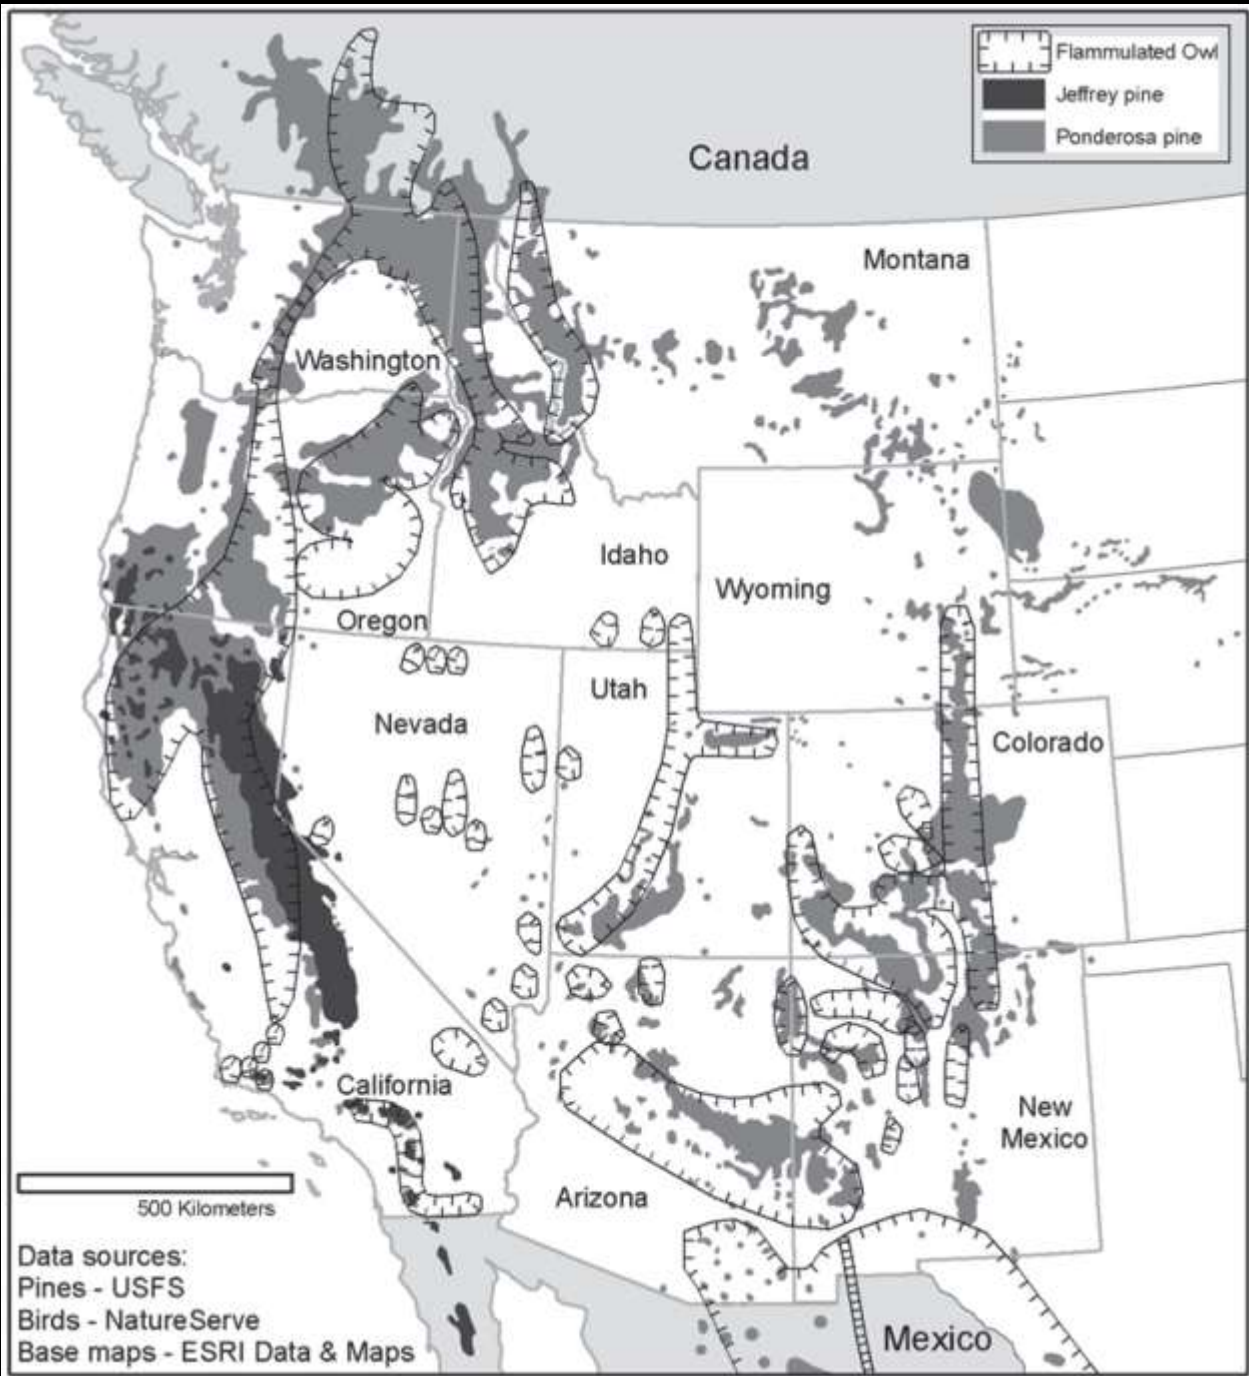 Flammulated Owl
Jeffrey pine
Ponderosa pine
Canada
Montana
Washington
Idaho
Wyoming
Oregon
Utah
Nevada
Colorado
California
New
Mexico
Arizona
500 Kilometers
Data sources:
Pines - USFS
Birds - NatureServe
Base maps - ESRI Data & Maps
Mexico